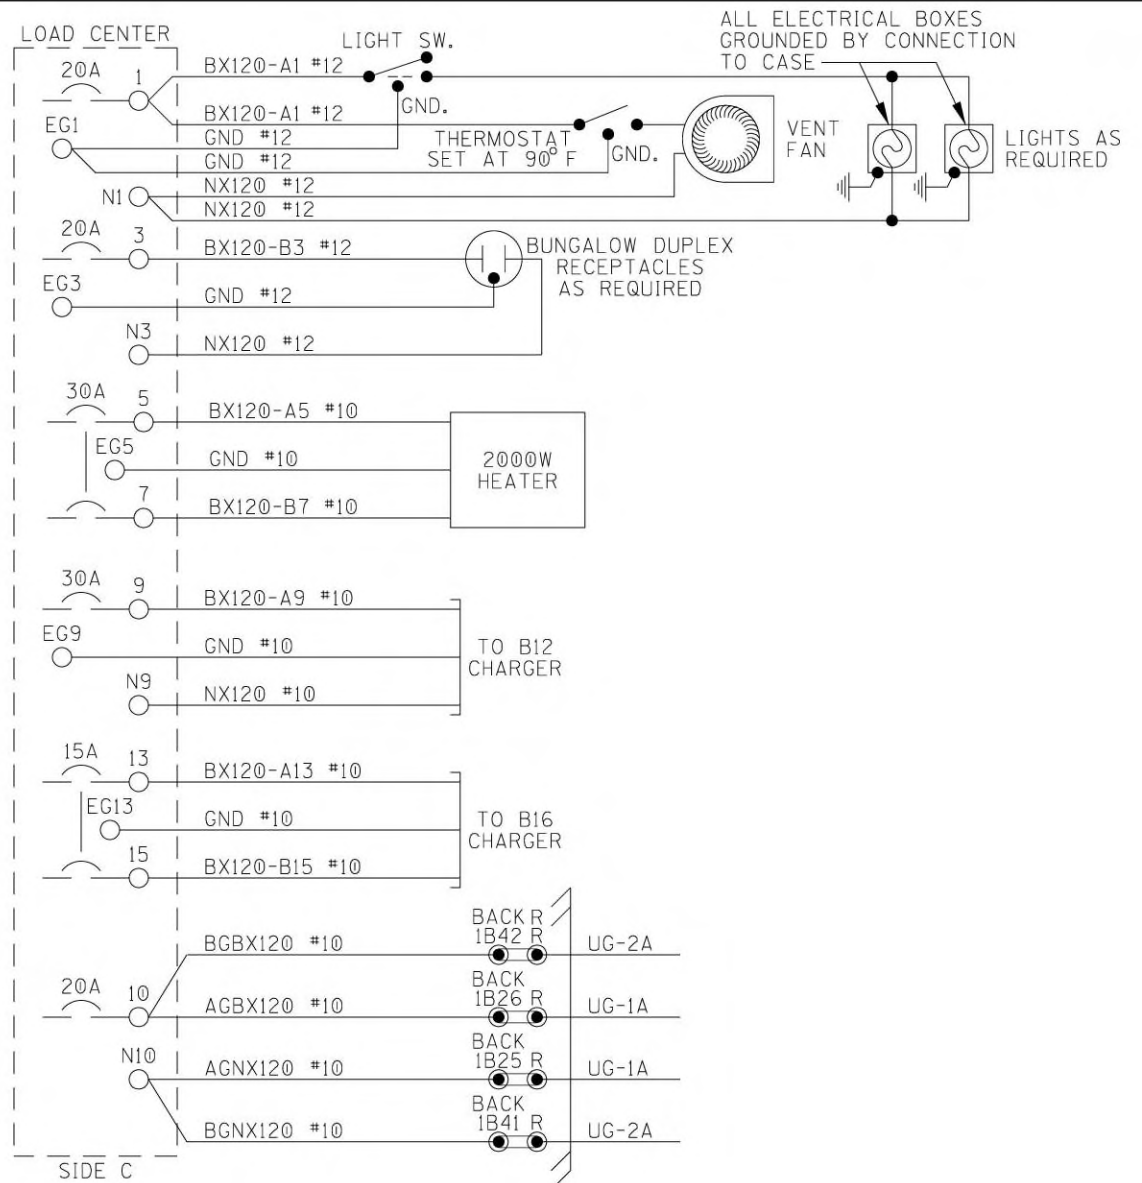 LOAD CENTER
LIGHT SW.
ALL ELECTRICAL BOXES
GROUNDED BY CONNECTION
TO CASE
20A
1
BX120-A1 #12
GND.
BX120-A1 #12
EG1
GND #12
GND #12
THERMOSTAT
SET AT 90° F
GND.
VENT
FAN
LIGHTS AS
REQUIRED
N1
NX120 #12
NX120 #12
20A
3
BX120-B3 #12
BUNGALOW DUPLEX
RECEPTACLES
AS REQUIRED
EG3
GND #12
N3
NX120 #12
30A
5
BX120-A5 #10
EG5
GND #10
2000W
HEATER
7
BX120-B7 #10
30A
9
BX120-A9 #10
EG9
GND #10
TO B12
CHARGER
N9
NX120 #10
15A
13
BX120-A13 #10
EG13
GND #10
TO B16
CHARGER
15
BX120-B15 #10
BACK R
1B42 R
BGBX120 #10
UG-2A
20A
10
BACK
1B26 R
AGBX120 #10
UG-1A
N10
BACK
1B25 R
AGNX120 #10
UG-1A
BACK
1B41 R
BGNX120 #10
UG-2A
SIDE C